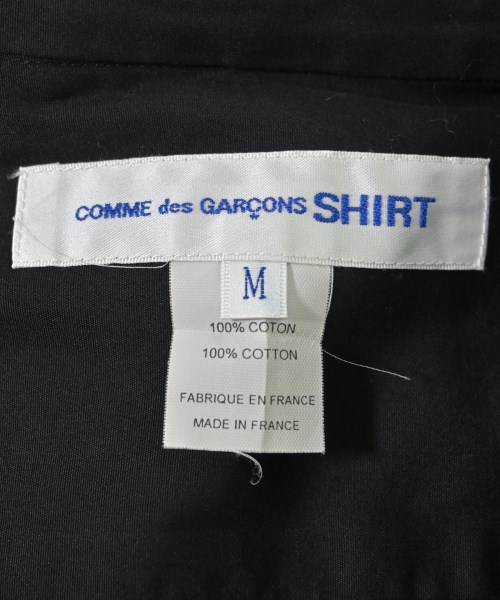 COMME des GARÇONS SHIRT
M
100% COTON
100% COTTON
FABRIQUE EN FRANCE
MADE IN FRANCE